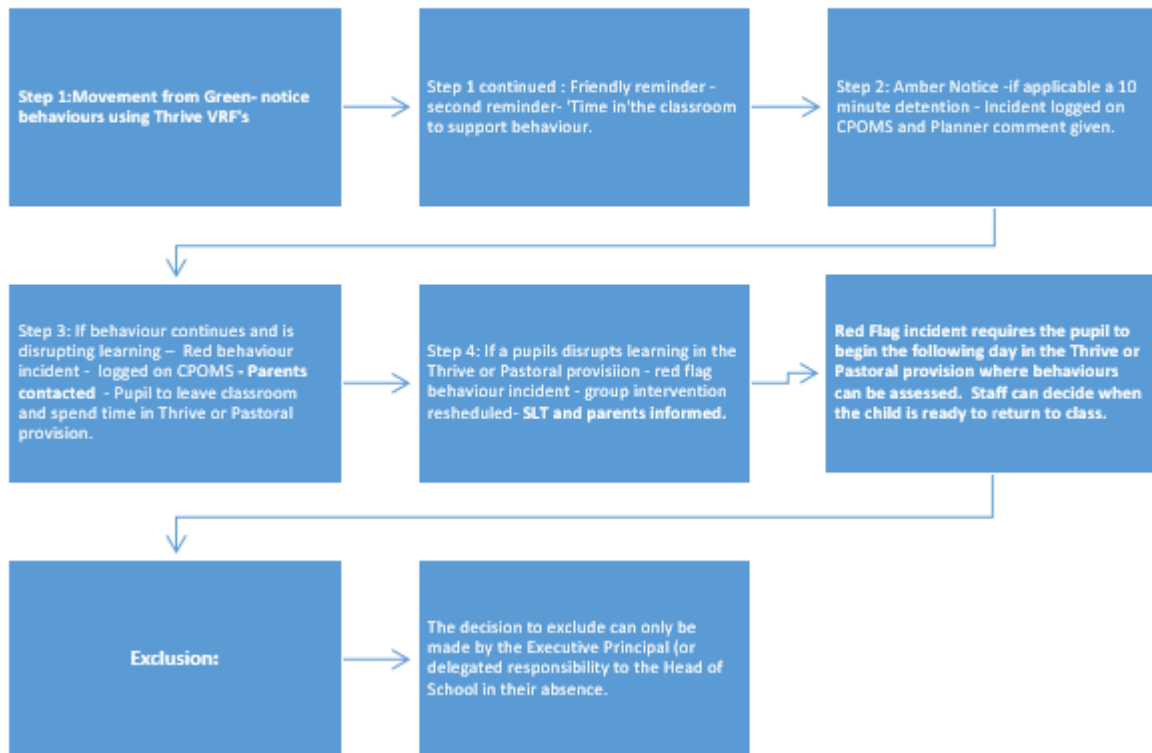 Step 1:Movement from Green- notice
behaviours using Thrive VRF's
Step 1 continued : Friendly reminder -
second reminder- 'Time in'the classroom
to support behaviour.
Step 2: Amber Notice -if applicable a 10
minute detention - Incident logged on
CPOMS and Planner comment given.
Step 3: If behaviour continues and is
disrupting learning – Red behaviour
incident - logged on CPOMS - Parents
contacted - Pupil to leave classroom
and spend time in Thrive or Pastoral
provision.
Step 4: If a pupils disrupts learning in the
Thrive or Pastoral provisiion - red flag
behaviour incident - group intervention
resheduled- SLT and parents informed.
Red Flag incident requires the pupil to
begin the following day in the Thrive or
Pastoral provision where behaviours
can be assessed. Staff can decide when
the child is ready to return to class.
Exclusion:
The decision to exclude can only be
made by the Executive Principal (or
delegated responsibility to the Head of
School in their absence.